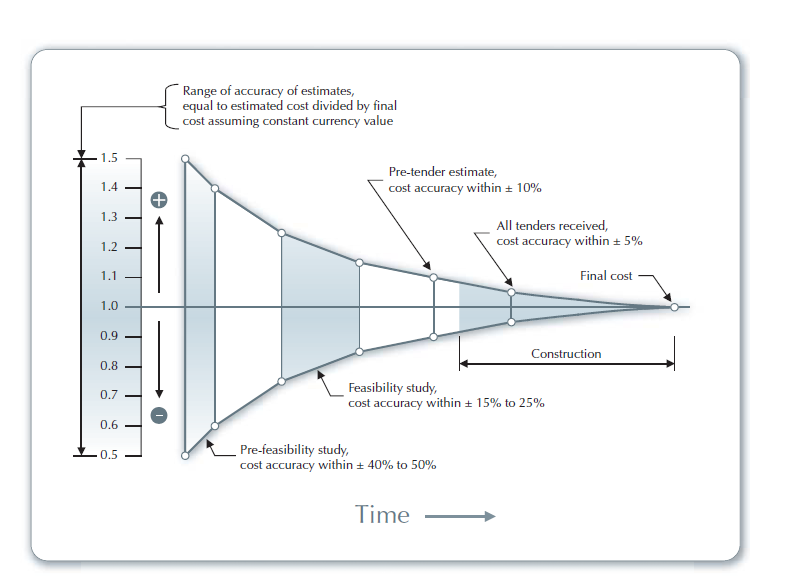 Range of accuracy of estimates,
equal to estimated cost divided by final
cost assuming constant currency value
1.5
1.4
1.3
1.2
1.1
1.0
0.9
0.8
0.7
0.6
0.5
+
−
Pre-tender estimate,
cost accuracy within ± 10%
All tenders received,
cost accuracy within ± 5%
Final cost
Construction
Feasibility study,
cost accuracy within ± 15% to 25%
Pre-feasibility study,
cost accuracy within ± 40% to 50%
Time